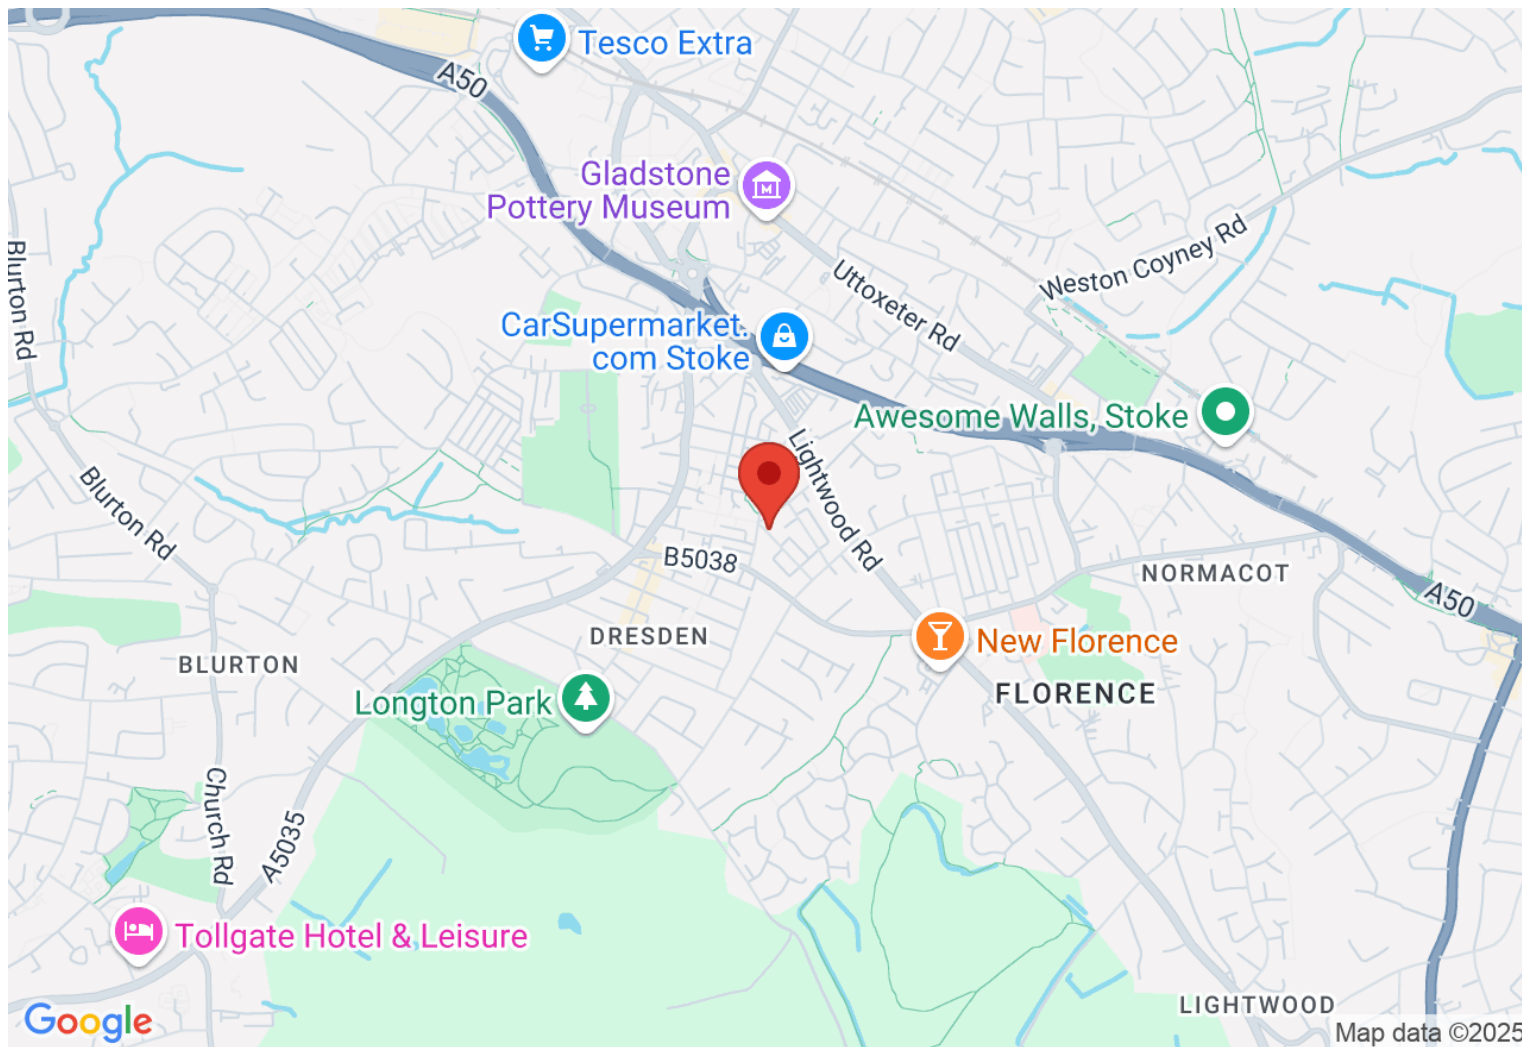 Tesco Extra
A50
Gladstone
Pottery Museum
Weston Coyney Rd
Uttoxeter Rd
Blurton Rd
CarSupermarket.
com Stoke
Awesome Walls, Stoke
Lightwood Rd
Blurton Rd
B5038
NORMACOT
A50
DRESDEN
New Florence
BLURTON
FLORENCE
Longton Park
Church Rd
A5035
Tollgate Hotel & Leisure
LIGHTWOOD
Google
Map data ©2025